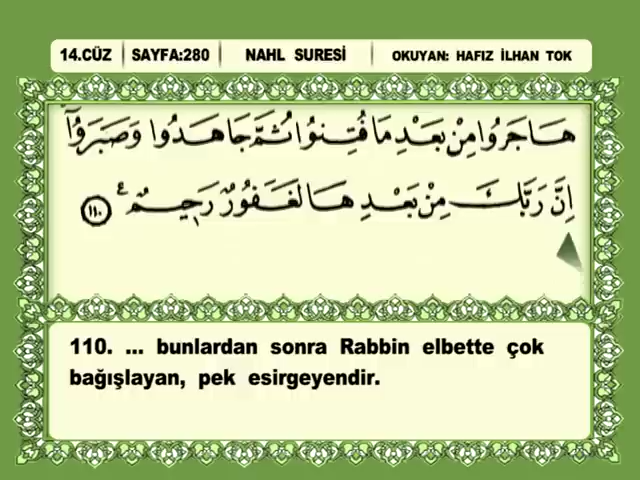 14.CÜZ SAYFA:280 NAHL SURESİ OKUYAN: HAFIZ İLHAN TOK
هَاجَرُوا مِنْ بَعْدِ مَا فُتِنُوا ثُمَّ جَاهَدُوا وَصَبَرُوٓا
اِنَّ رَبَّكَ مِنْ بَعْدِهَا لَغَفُورٌ رَحِيمٌ ع ١١٠
110. ... bunlardan sonra Rabbin elbette çok
bağışlayan, pek esirgeyendir.